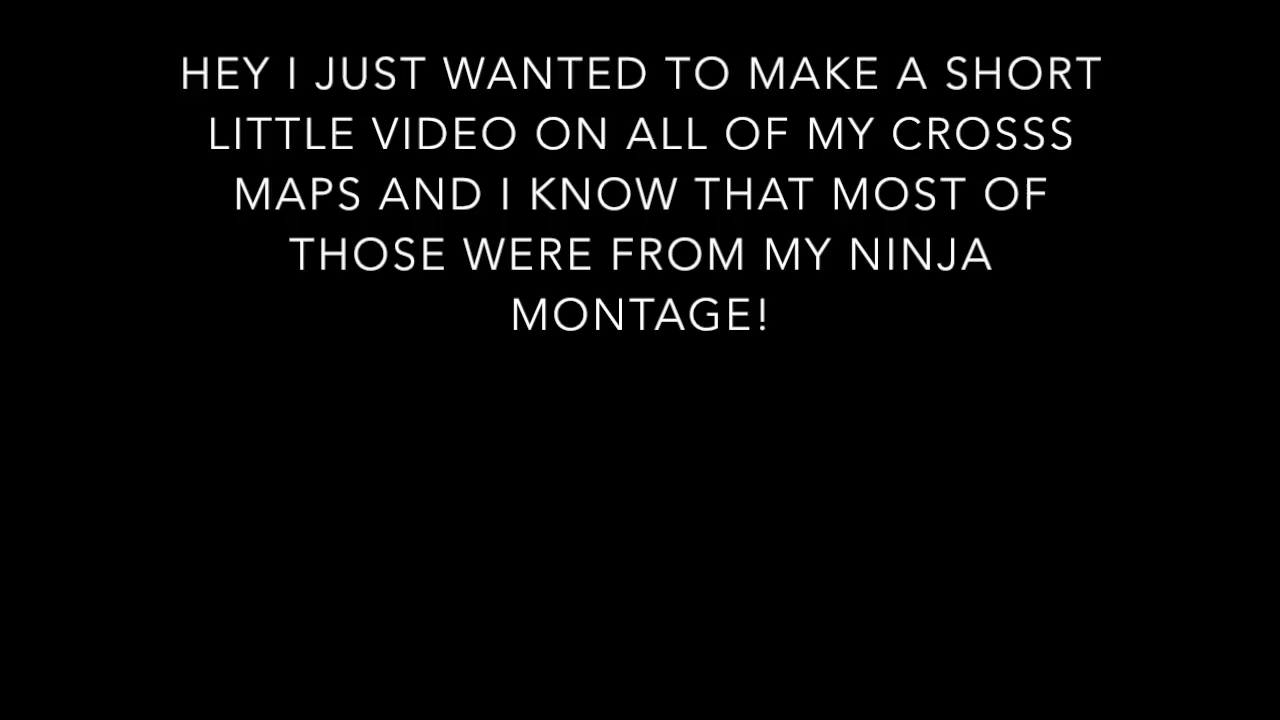 HEY I JUST WANTED TO MAKE A SHORT
LITTLE VIDEO ON ALL OF MY CROSSS
MAPS AND I KNOW THAT MOST OF
THOSE WERE FROM MY NINJA
MONTAGE!